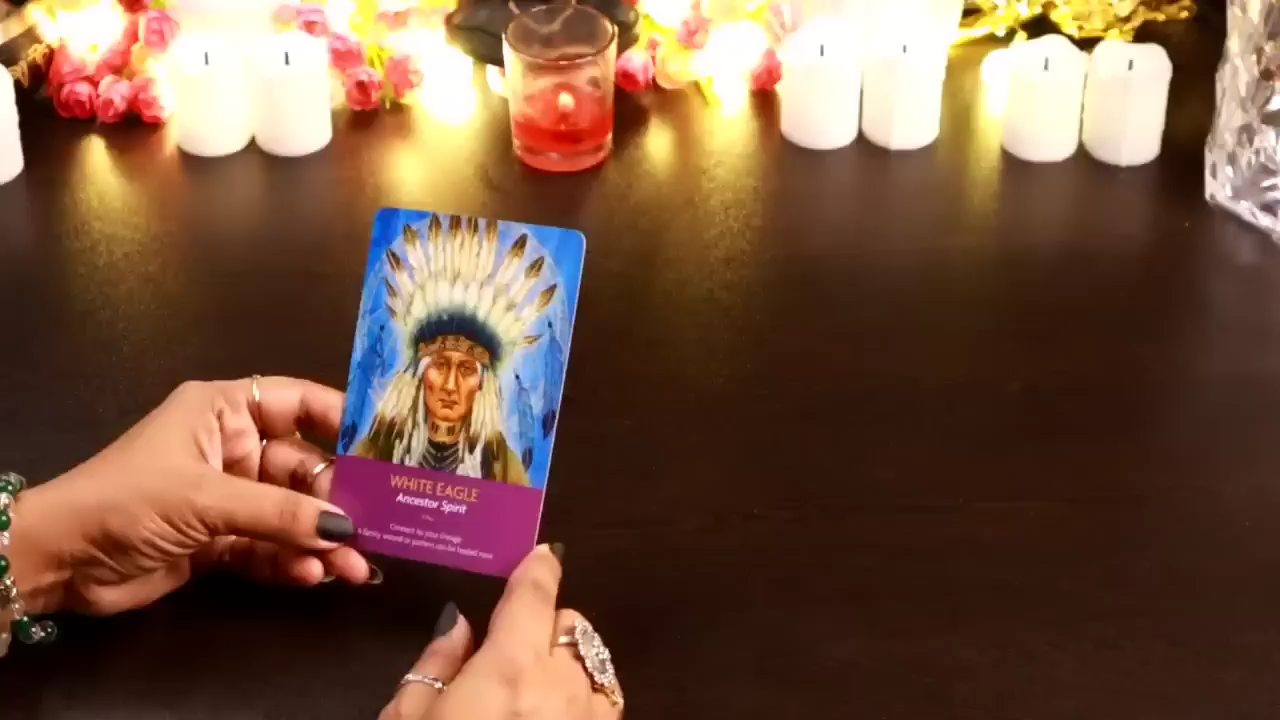 WHITE EAGLE
Ancestor Spirit
Connect to your lineage
a family wound or pattern can be healed now